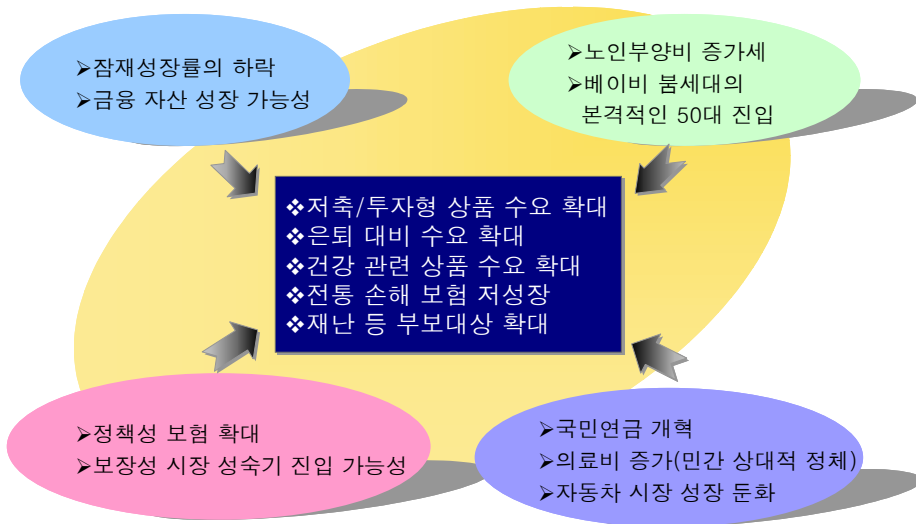 ➤잠재성장률의 하락
➤금융 자산 성장 가능성
➤노인부양비 증가세
➤베이비 붐세대의
본격적인 50대 진입
❖저축/투자형 상품 수요 확대
❖은퇴 대비 수요 확대
❖건강 관련 상품 수요 확대
❖전통 손해 보험 저성장
❖재난 등 부보대상 확대
➤정책성 보험 확대
➤보장성 시장 성숙기 진입 가능성
➤국민연금 개혁
➤의료비 증가(민간 상대적 정체)
➤자동차 시장 성장 둔화